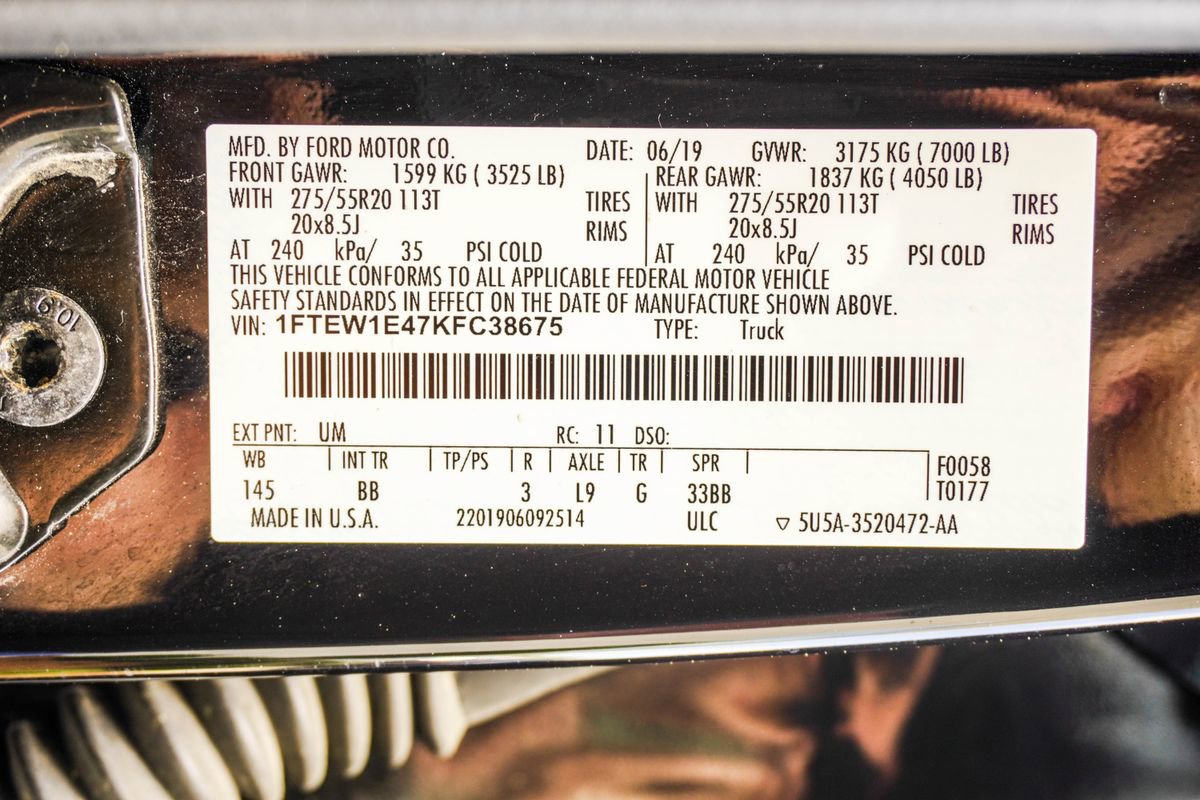 MFD. BY FORD MOTOR CO. DATE: 06/19 GVWR: 3175 KG ( 7000 LB)
FRONT GAWR: 1599 KG ( 3525 LB) REAR GAWR: 1837 KG ( 4050 LB)
WITH 275/55R20 113T TIRES WITH 275/55R20 113T TIRES
20x8.5J RIMS 20x8.5J RIMS
AT 240 kPa/ 35 PSI COLD AT 240 kPa/ 35 PSI COLD
THIS VEHICLE CONFORMS TO ALL APPLICABLE FEDERAL MOTOR VEHICLE
SAFETY STANDARDS IN EFFECT ON THE DATE OF MANUFACTURE SHOWN ABOVE.
VIN: 1FTEW1E47KFC38675 TYPE: Truck
EXT PNT: UM RC: 11 DSO:
WB INT TR TP/PS R AXLE TR SPR F0058
145 BB 3 L9 G 33BB T0177
MADE IN U.S.A. 2201906092514 ULC ▽ 5U5A-3520472-AA
10.9